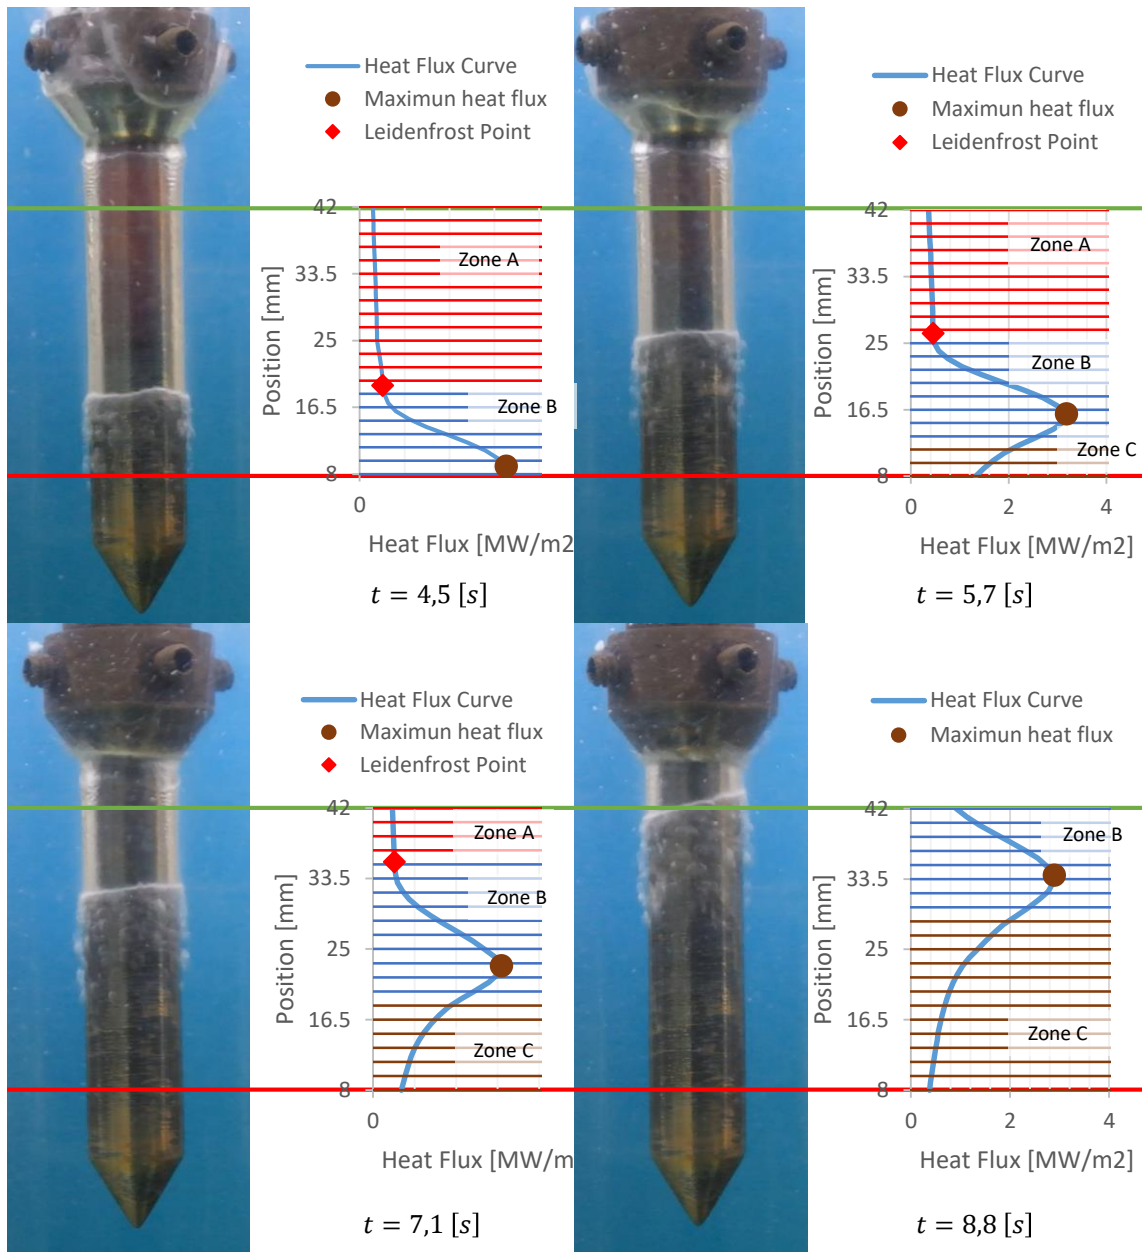 Heat Flux Curve
Maximun heat flux
Leidenfrost Point
42
33.5
25
16.5
8
Position [mm]
Zone A
Zone B
0
Heat Flux [MW/m2
t = 4,5 [s]
Heat Flux Curve
Maximun heat flux
Leidenfrost Point
42
33.5
25
16.5
8
Position [mm]
Zone A
Zone B
Zone C
0 2 4
Heat Flux [MW/m2]
t = 5,7 [s]
Heat Flux Curve
Maximun heat flux
Leidenfrost Point
42
33.5
25
16.5
8
Position [mm]
Zone A
Zone B
Zone C
0
Heat Flux [MW/m
t = 7,1 [s]
Heat Flux Curve
Maximun heat flux
42
33.5
25
16.5
8
Position [mm]
Zone B
Zone C
0 2 4
Heat Flux [MW/m2]
t = 8,8 [s]